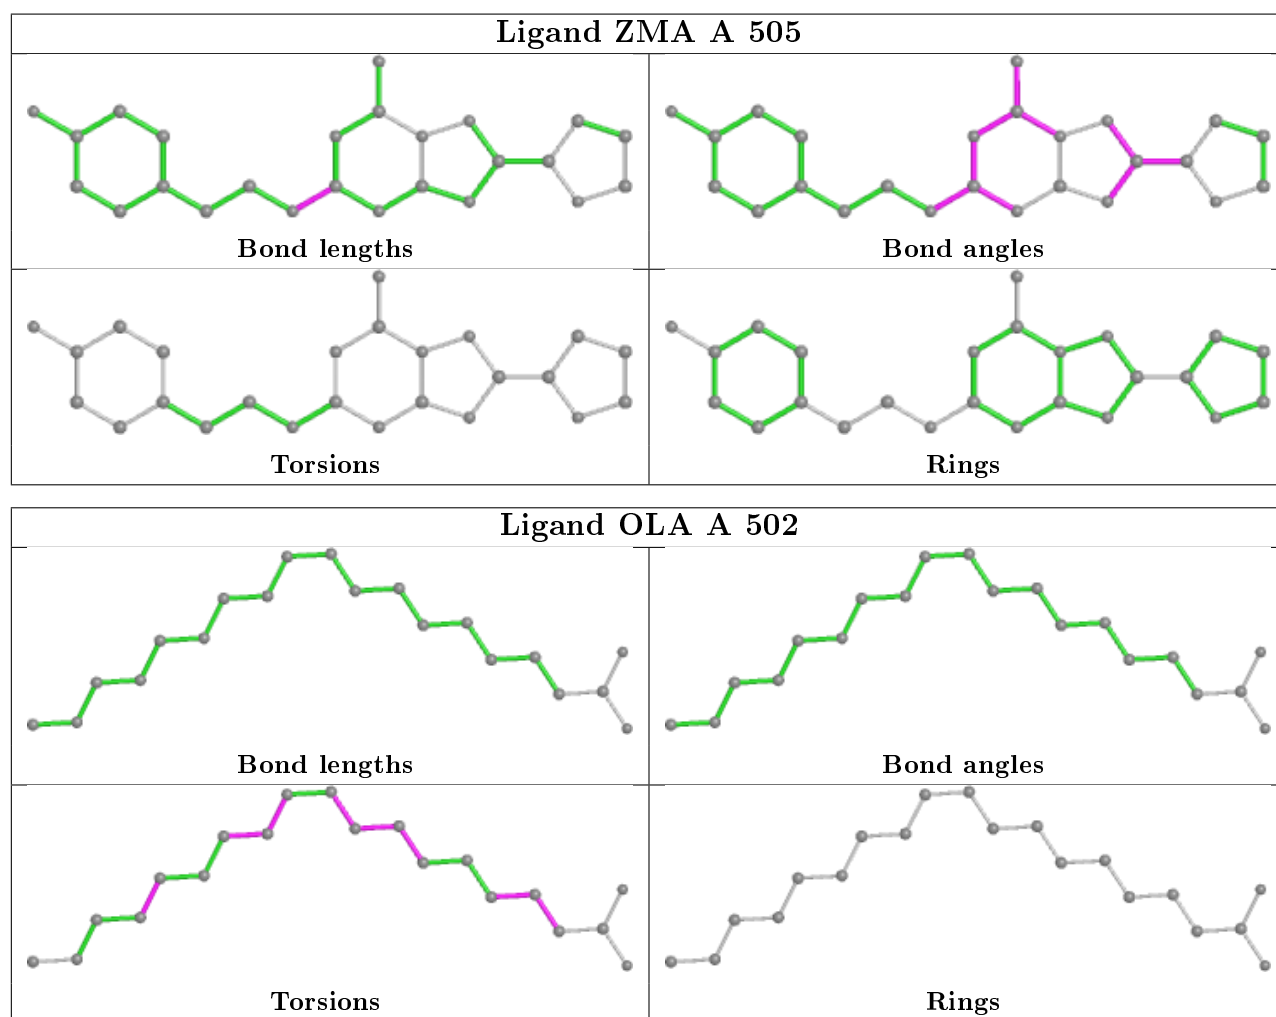 Ligand ZMA A 505
Bond lengths
Bond angles
Torsions
Rings
Ligand OLA A 502
Bond lengths
Bond angles
Torsions
Rings